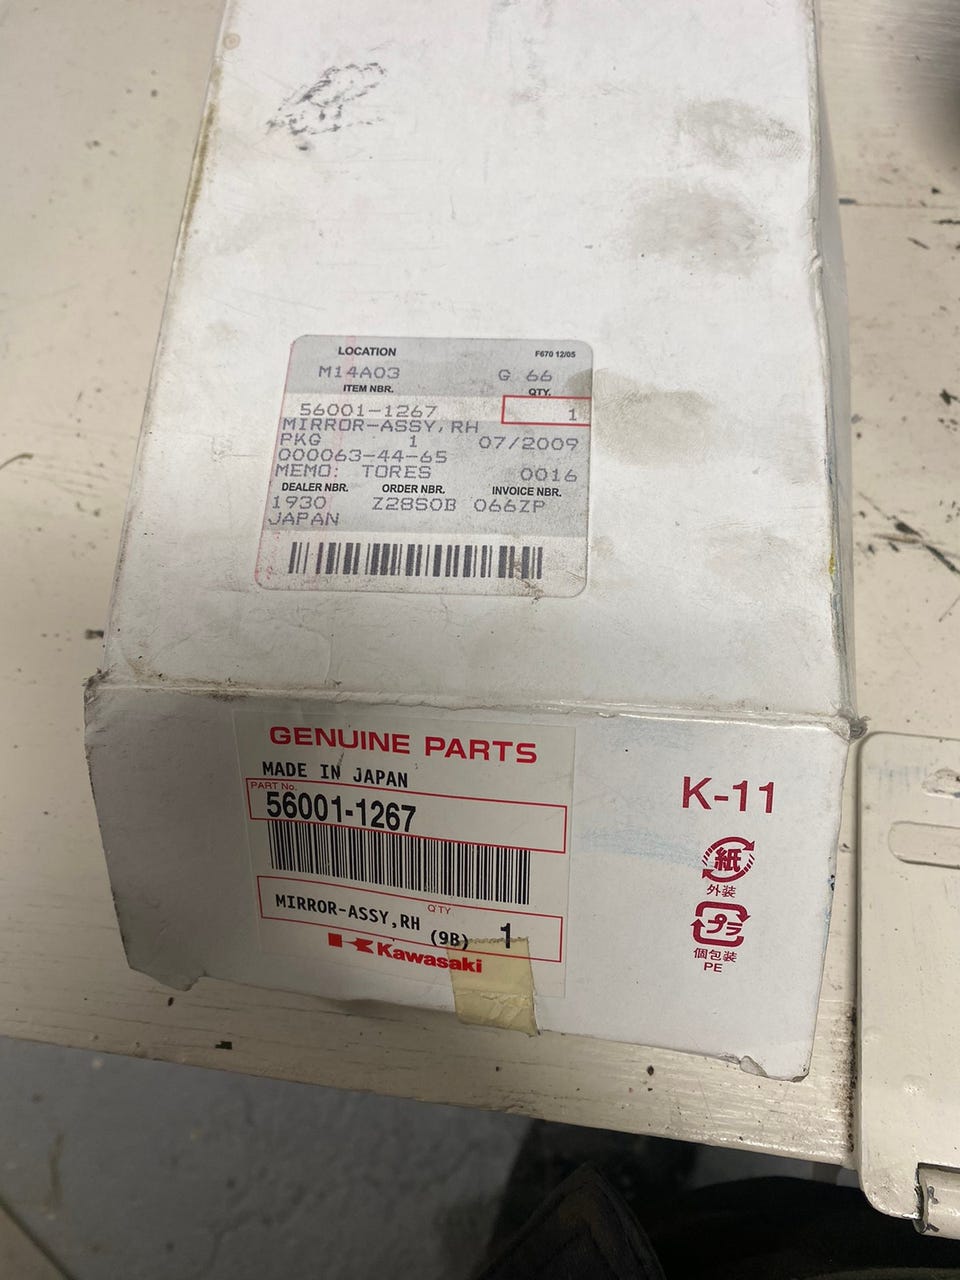 LOCATION F670 12/05
M14A03 G 66
ITEM NBR. QTY.
56001-1267 1
MIRROR-ASSY,RH
PKG 1 07/2009
000063-44-65
MEMO: TORES 0016
DEALER NBR. ORDER NBR. INVOICE NBR.
1930 Z28S0B 066ZP
JAPAN
GENUINE PARTS
MADE IN JAPAN
PART No.
56001-1267
Q'TY
MIRROR-ASSY,RH (9B) 1
Kawasaki
K-11
紙
外装
プラ
個包装
PE